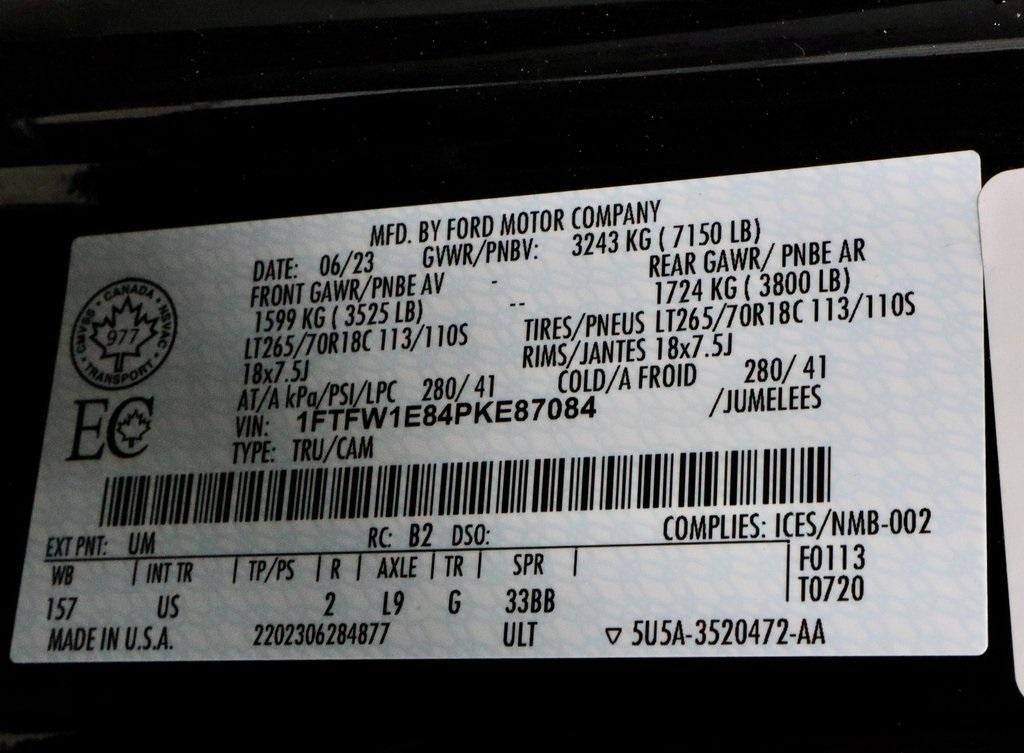 MFD. BY FORD MOTOR COMPANY
DATE: 06/23 GVWR/PNBV: 3243 KG ( 7150 LB)
FRONT GAWR/PNBE AV - REAR GAWR/ PNBE AR
1599 KG ( 3525 LB) -- 1724 KG ( 3800 LB)
LT265/70R18C 113/110S TIRES/PNEUS LT265/70R18C 113/110S
18x7.5J RIMS/JANTES 18x7.5J
AT/A kPa/PSI/LPC 280/ 41 COLD/A FROID 280/ 41
VIN: 1FTFW1E84PKE87084 /JUMELEES
TYPE: TRU/CAM
CANADA
NSVAC
TRANSPORT
CMVSS
977
EC
EXT PNT: UM RC: B2 DSO: COMPLIES: ICES/NMB-002
WB | INT TR | TP/PS | R | AXLE | TR | SPR | F0113
T0720
157 US 2 L9 G 33BB
MADE IN U.S.A. 2202306284877 ULT ▽ 5U5A-3520472-AA